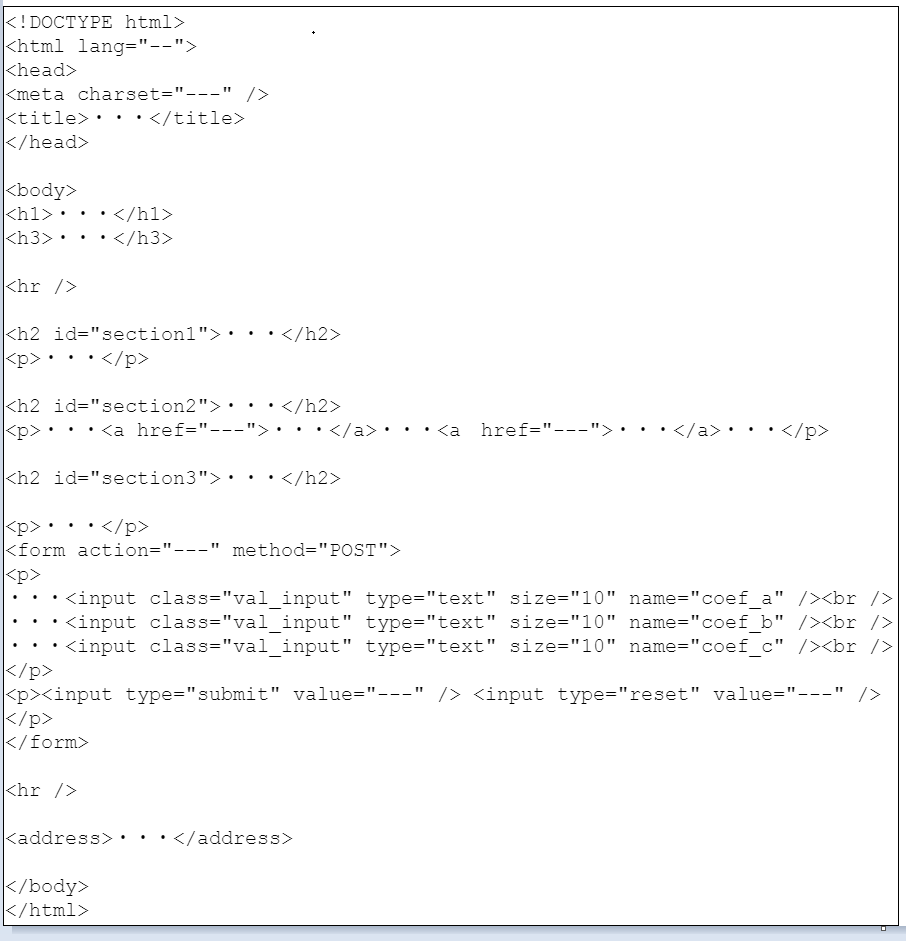 <!DOCTYPE html>
<html lang="--">
<head>
<meta charset="---" />
<title>・・・</title>
</head>
<body>
<h1>・・・</h1>
<h3>・・・</h3>
<hr />
<h2 id="section1">・・・</h2>
<p>・・・</p>
<h2 id="section2">・・・</h2>
<p>・・・<a href="---">・・・</a>・・・<a href="---">・・・</a>・・・</p>
<h2 id="section3">・・・</h2>
<p>・・・</p>
<form action="---" method="POST">
<p>
・・・<input class="val_input" type="text" size="10" name="coef_a" /><br />
・・・<input class="val_input" type="text" size="10" name="coef_b" /><br />
・・・<input class="val_input" type="text" size="10" name="coef_c" /><br />
</p>
<p><input type="submit" value="---" /> <input type="reset" value="---" />
</p>
</form>
<hr />
<address>・・・</address>
</body>
</html>